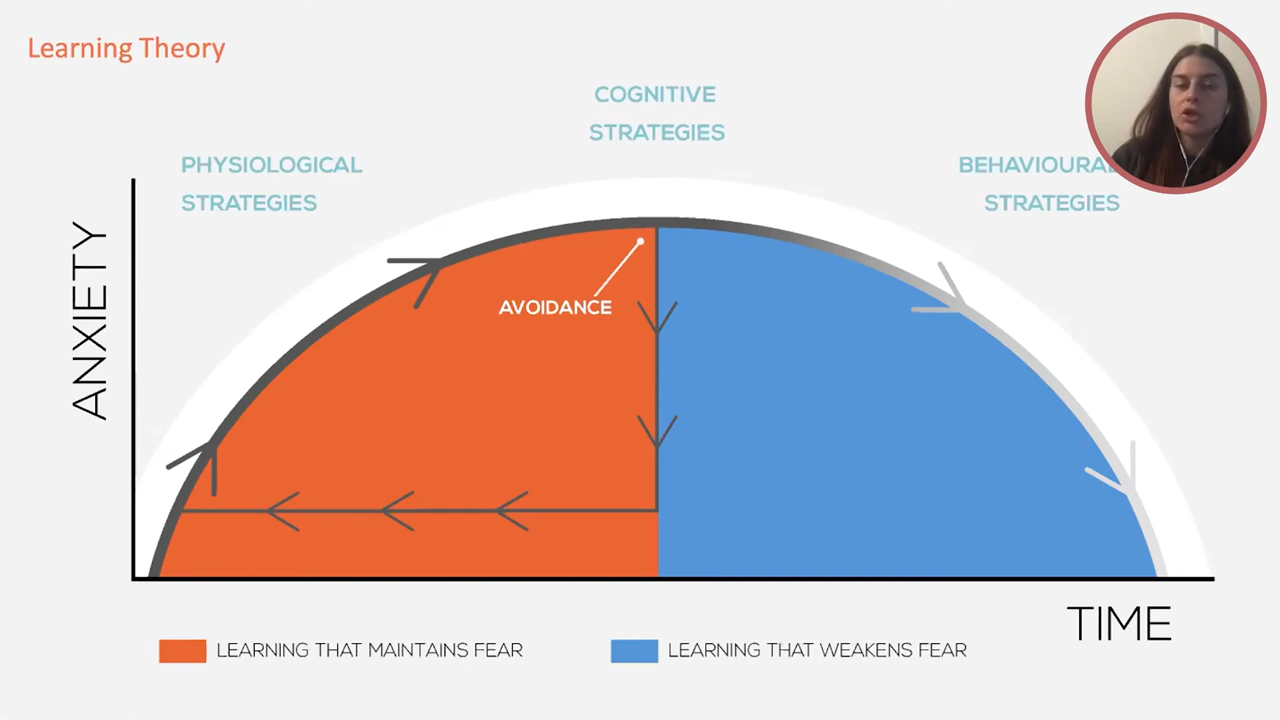 Learning Theory
COGNITIVE
STRATEGIES
PHYSIOLOGICAL
STRATEGIES
BEHAVIOURA
STRATEGIES
ANXIETY
AVOIDANCE
TIME
LEARNING THAT MAINTAINS FEAR
LEARNING THAT WEAKENS FEAR